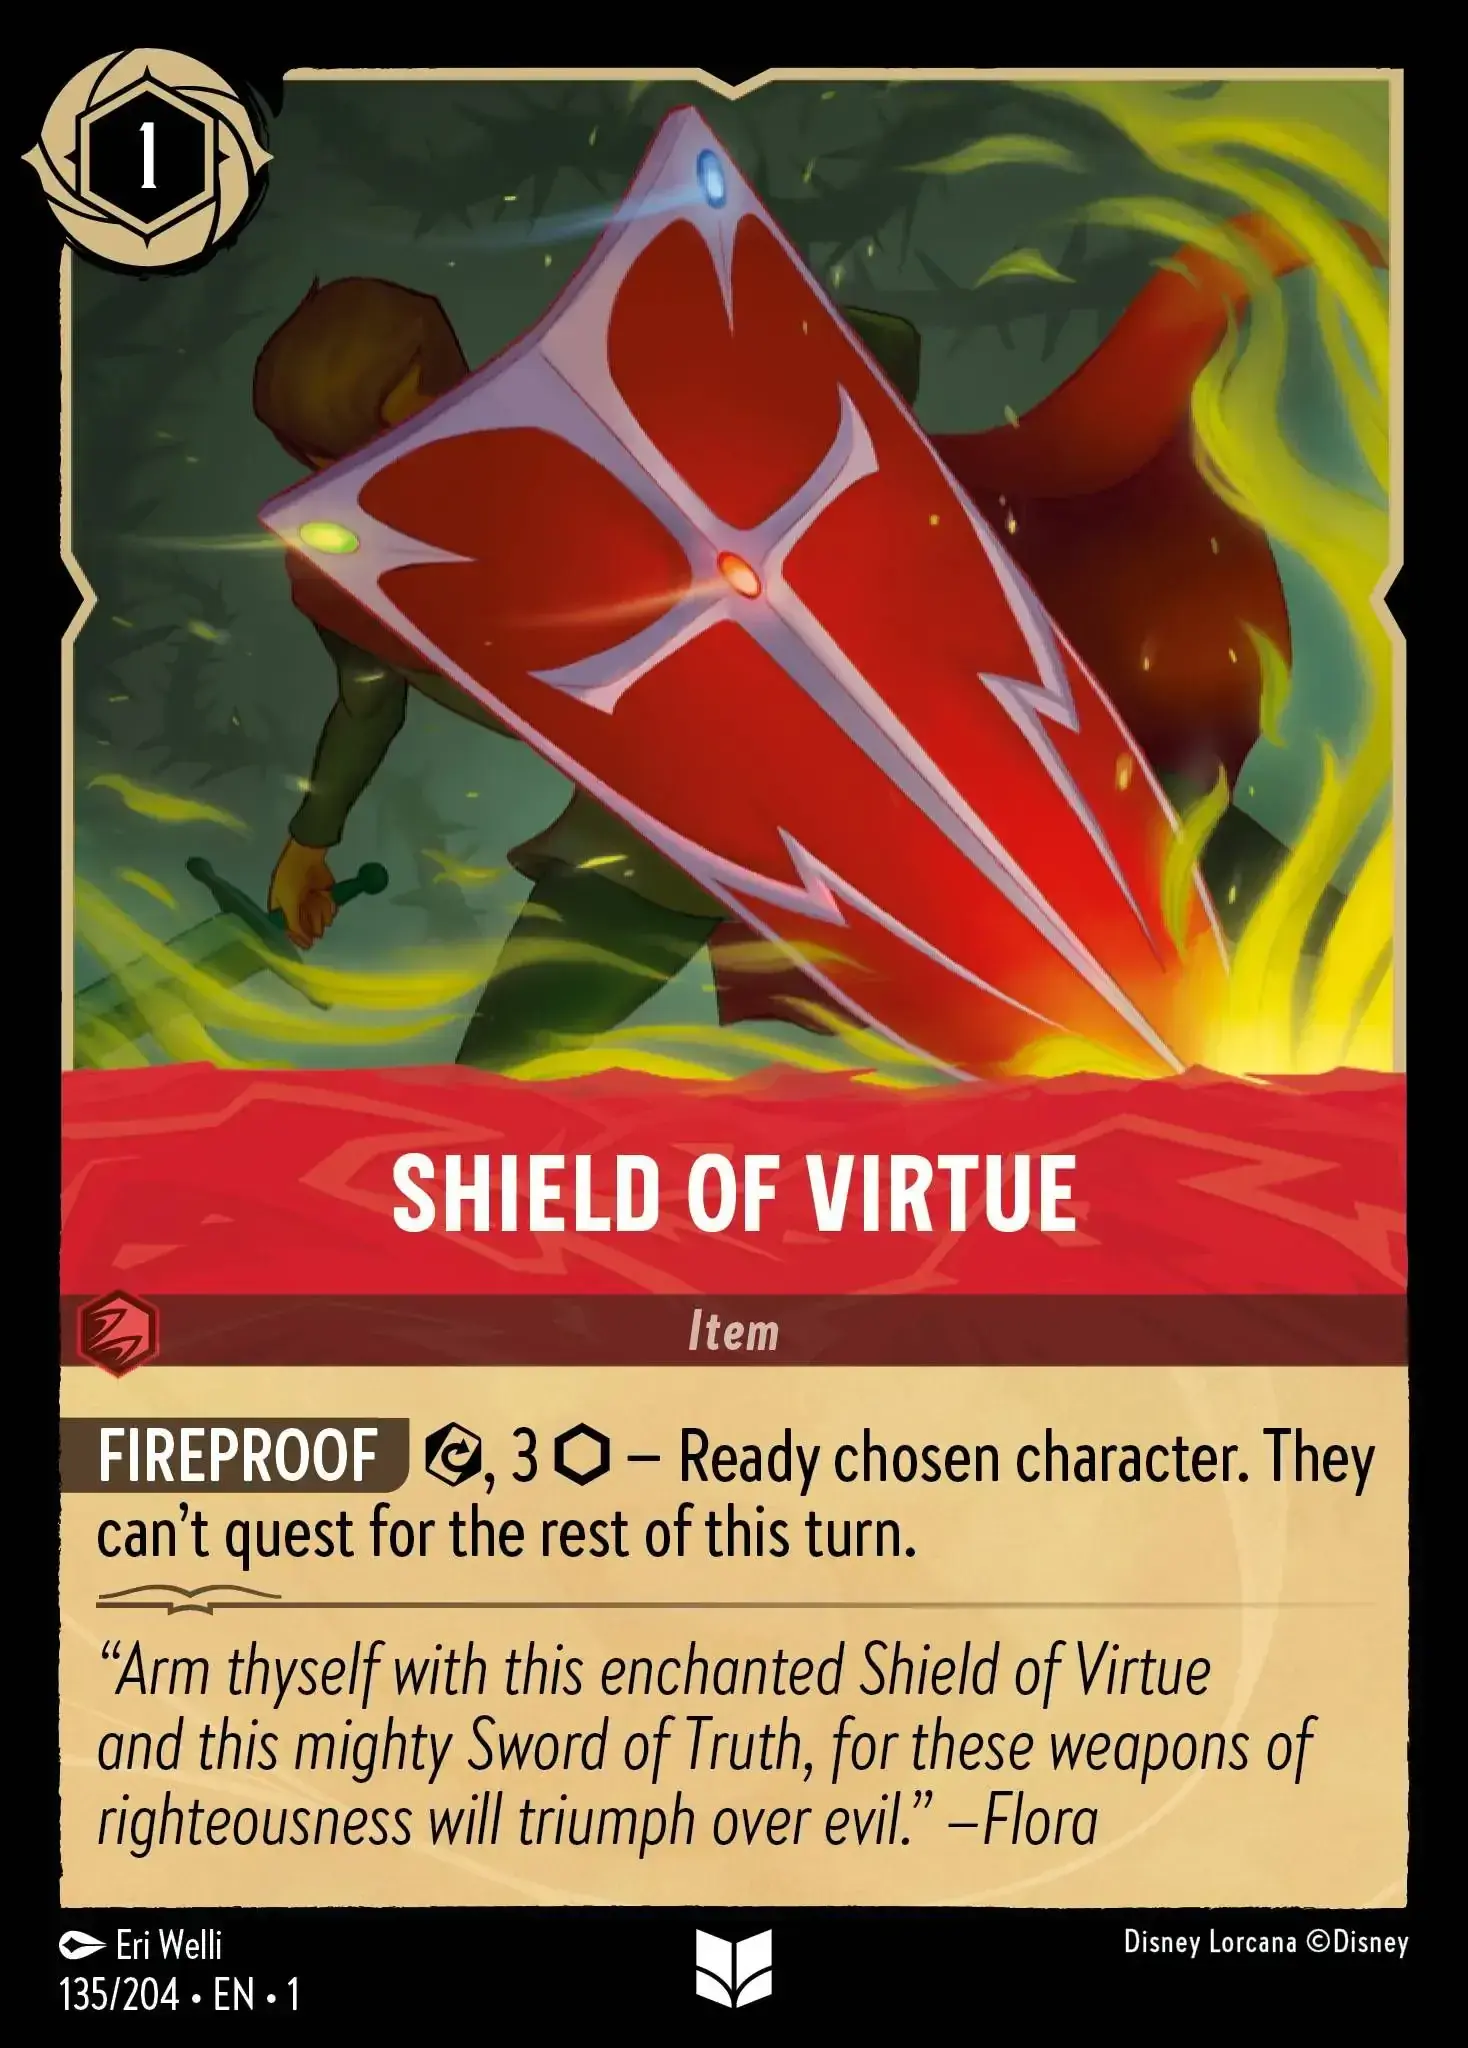 1
SHIELD OF VIRTUE
Item
FIREPROOF , 3 – Ready chosen character. They
can’t quest for the rest of this turn.
“Arm thyself with this enchanted Shield of Virtue
and this mighty Sword of Truth, for these weapons of
righteousness will triumph over evil.” –Flora
Eri Welli
Disney Lorcana ©Disney
135/204 • EN • 1